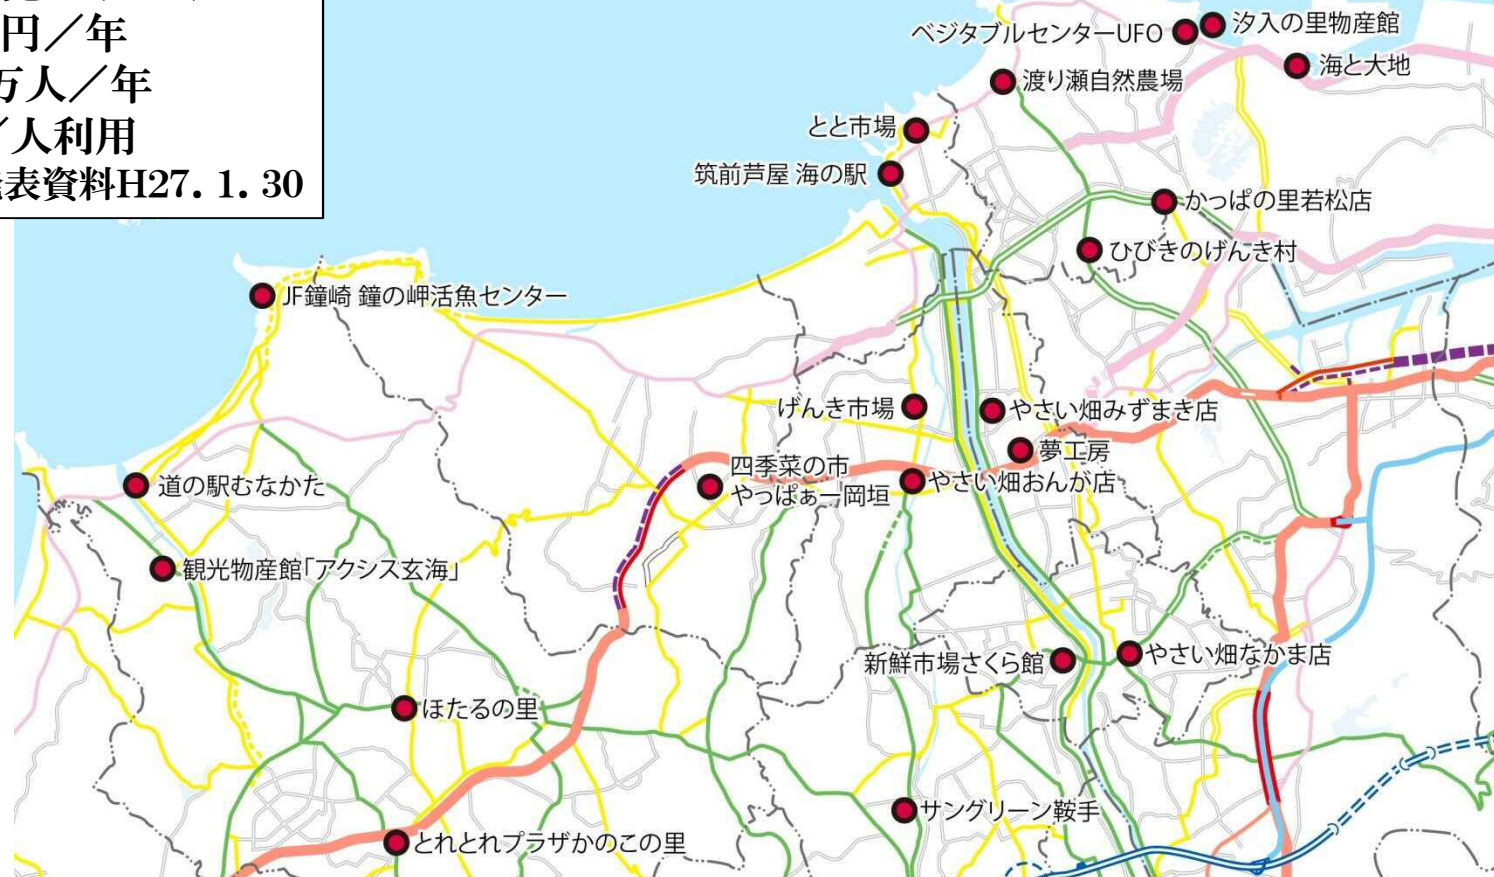 円／年
万人／年
／人利用
表資料H27. 1. 30
ベジタブルセンターUFO
汐入の里物産館
海と大地
渡り瀬自然農場
とと市場
筑前芦屋 海の駅
かっぱの里若松店
ひびきのげんき村
JF鐘崎 鐘の岬活魚センター
げんき市場
やさい畑みずまき店
夢工房
四季菜の市
やっぱぁー岡垣
やさい畑おんが店
道の駅むなかた
観光物産館「アクシス玄海」
新鮮市場さくら館
やさい畑なかま店
ほたるの里
サングリーン鞍手
とれとれプラザかのこの里